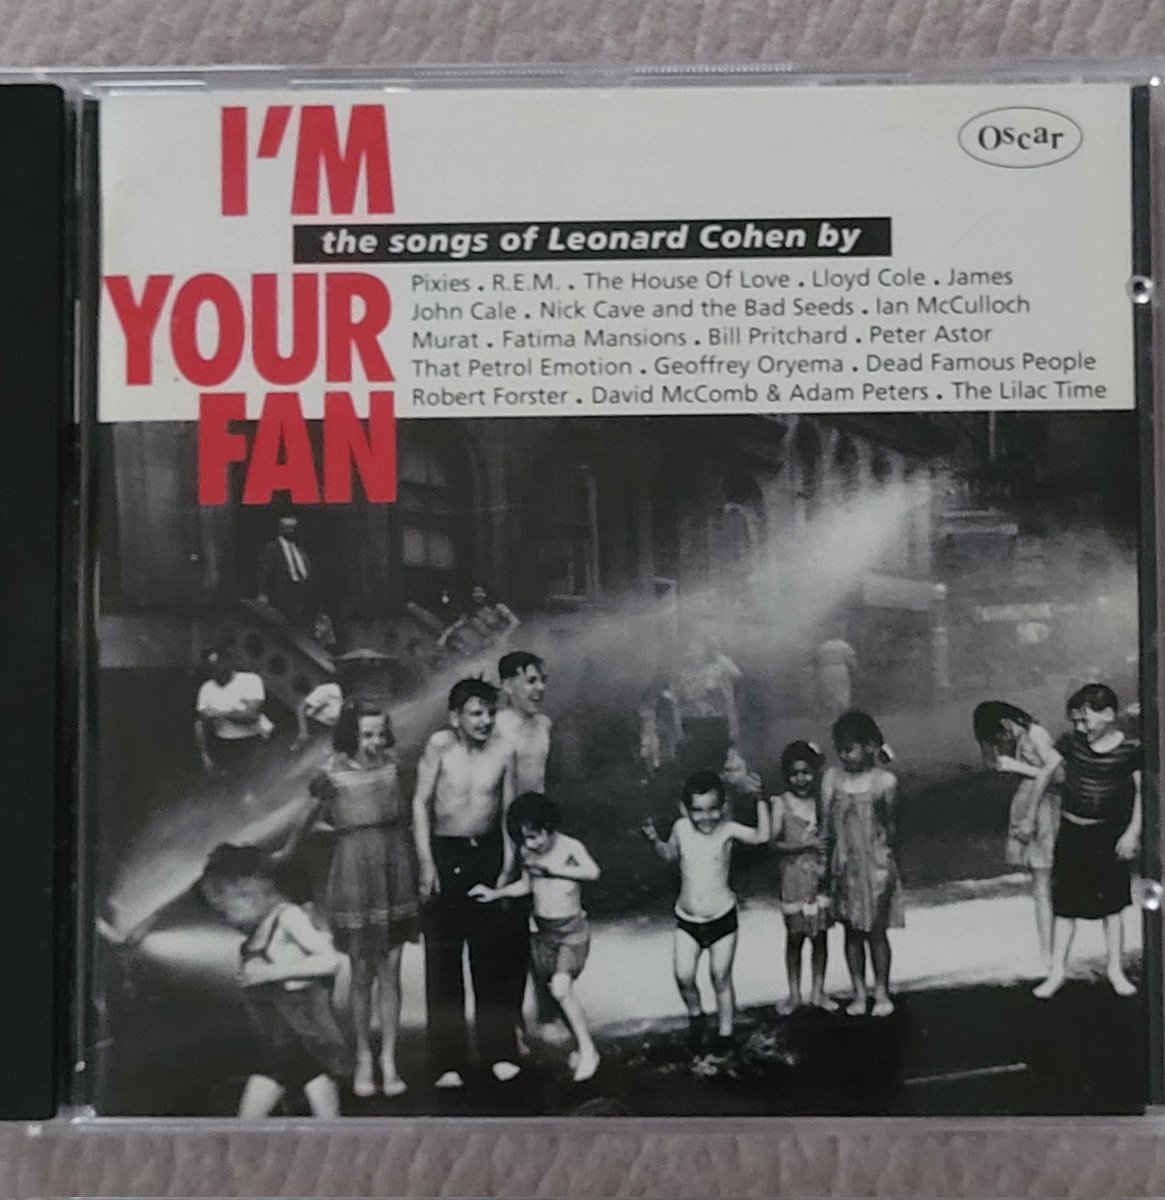 I'M
Oscar
the songs of Leonard Cohen by
YOUR
Pixies . R.E.M. . The House Of Love . Lloyd Cole . James
John Cale . Nick Cave and the Bad Seeds . Ian McCulloch
Murat . Fatima Mansions . Bill Pritchard . Peter Astor
That Petrol Emotion . Geoffrey Oryema . Dead Famous People
Robert Forster . David McComb & Adam Peters . The Lilac Time
FAN